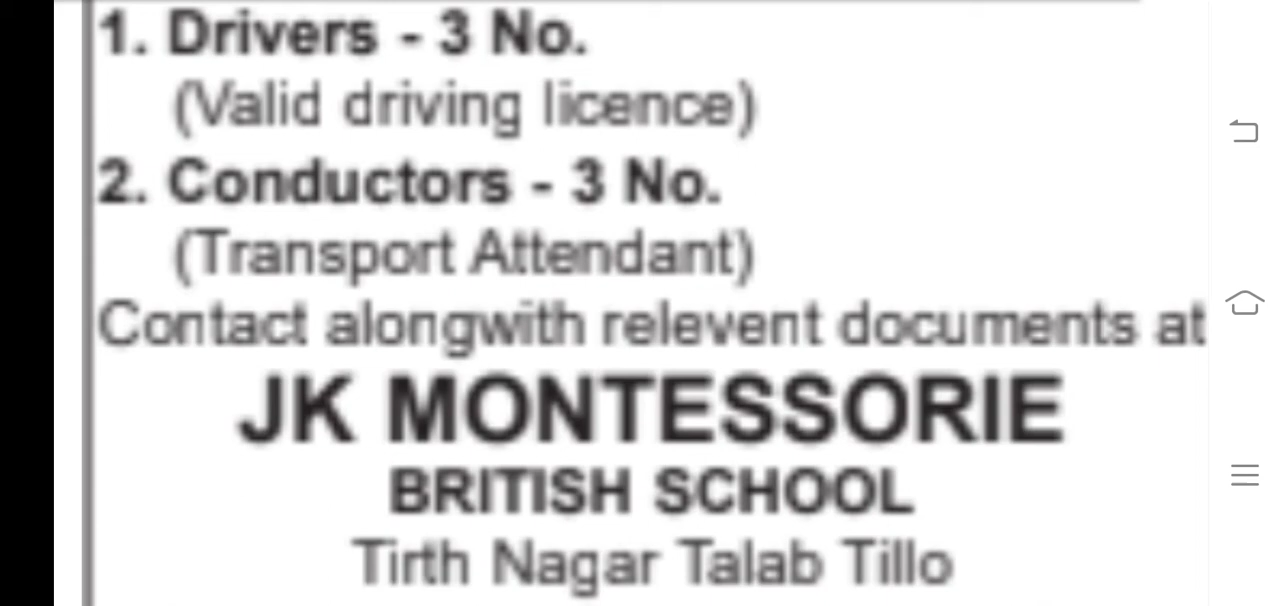 1. Drivers - 3 No.
(Valid driving licence)
2. Conductors - 3 No.
(Transport Attendant)
Contact alongwith relevent documents at
JK MONTESSORIE
BRITISH SCHOOL
Tirth Nagar Talab Tillo